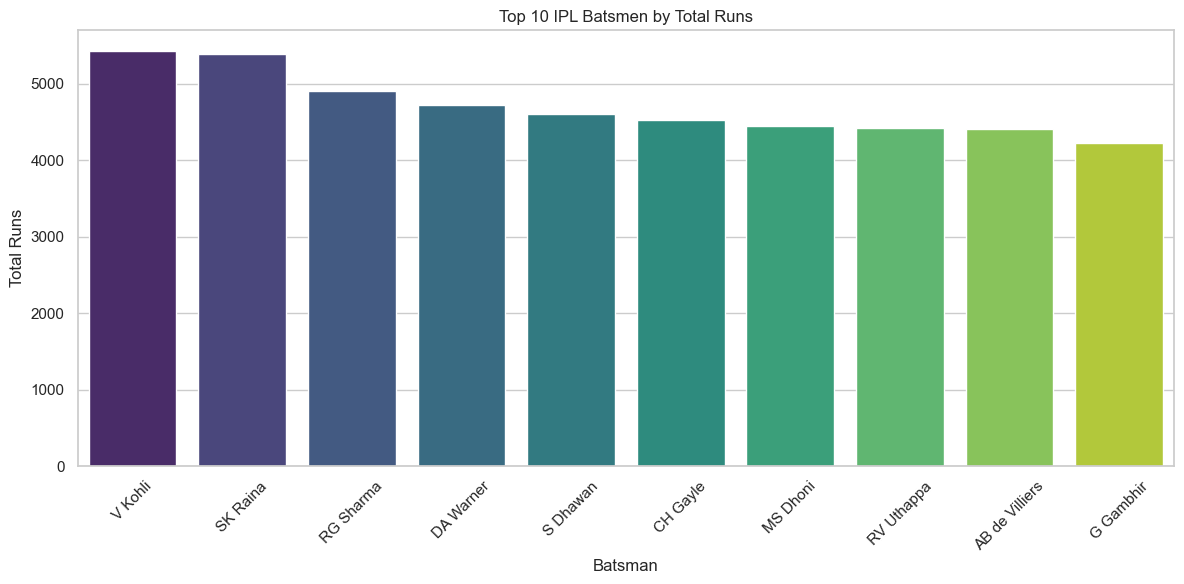 Top 10 IPL Batsmen by Total Runs
Total Runs
5000
4000
3000
2000
1000
0
V Kohli
SK Raina
RG Sharma
DA Warner
S Dhawan
CH Gayle
MS Dhoni
RV Uthappa
AB de Villiers
G Gambhir
Batsman